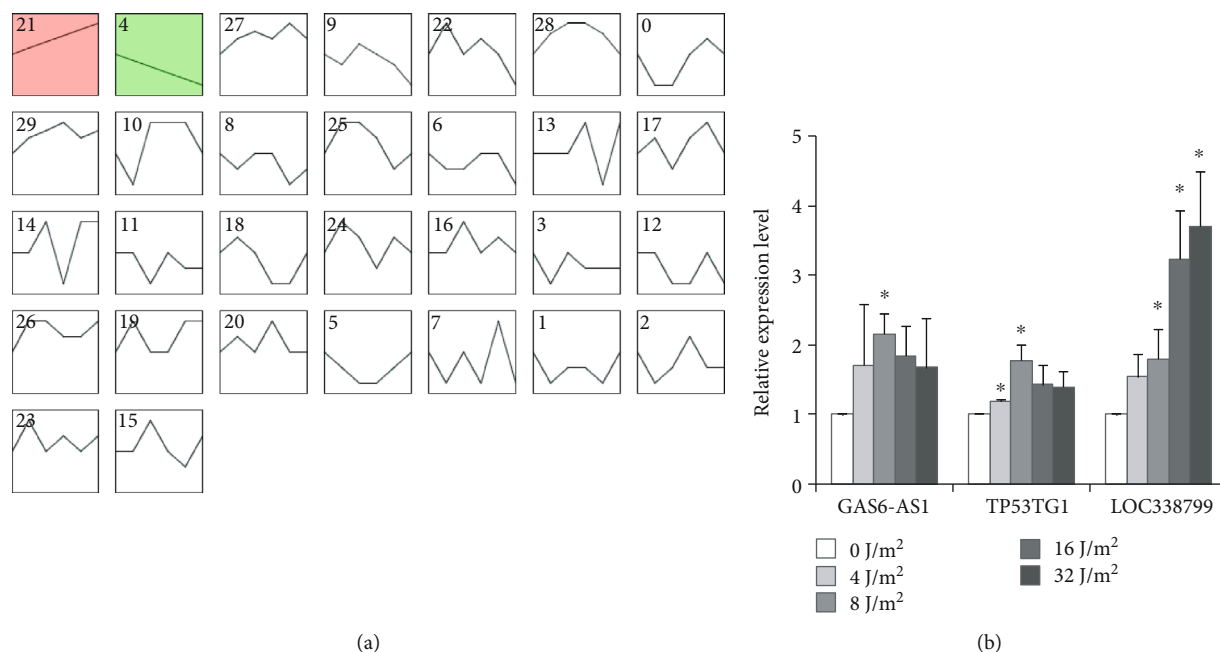 21 4 27 9 22 28 0
29 10 8 25 6 13 17
14 11 18 24 16 3 12
26 19 20 5 7 1 2
23 15
(a)
5
4
3
2
1
0
Relative expression level
* * * * * *
GAS6-AS1 TP53TG1 LOC338799
0 J/m² 16 J/m²
4 J/m² 32 J/m²
8 J/m²
(b)